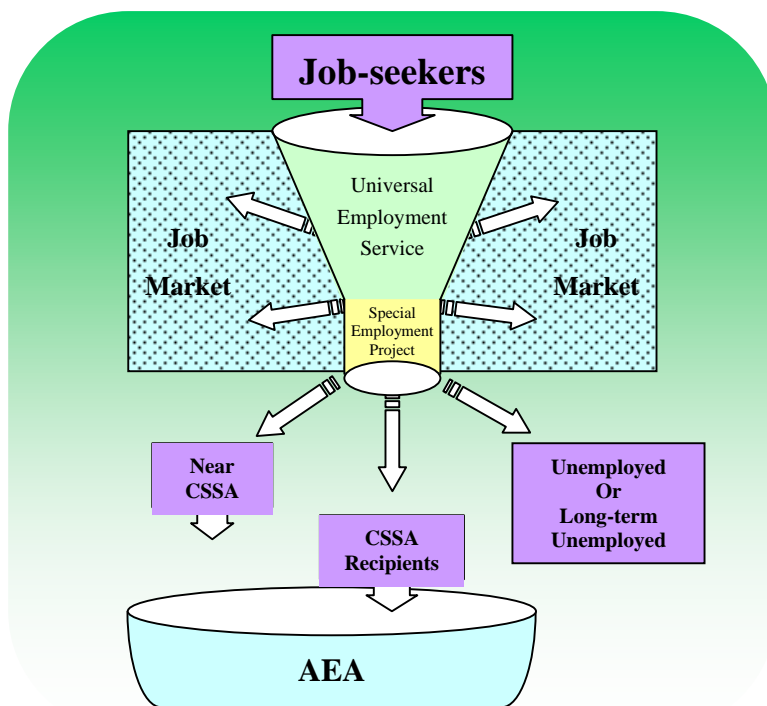 Job-seekers
Universal
Employment
Service
Job
Market
Job
Market
Special
Employment
Project
Near
CSSA
CSSA
Recipients
Unemployed
Or
Long-term
Unemployed
AEA